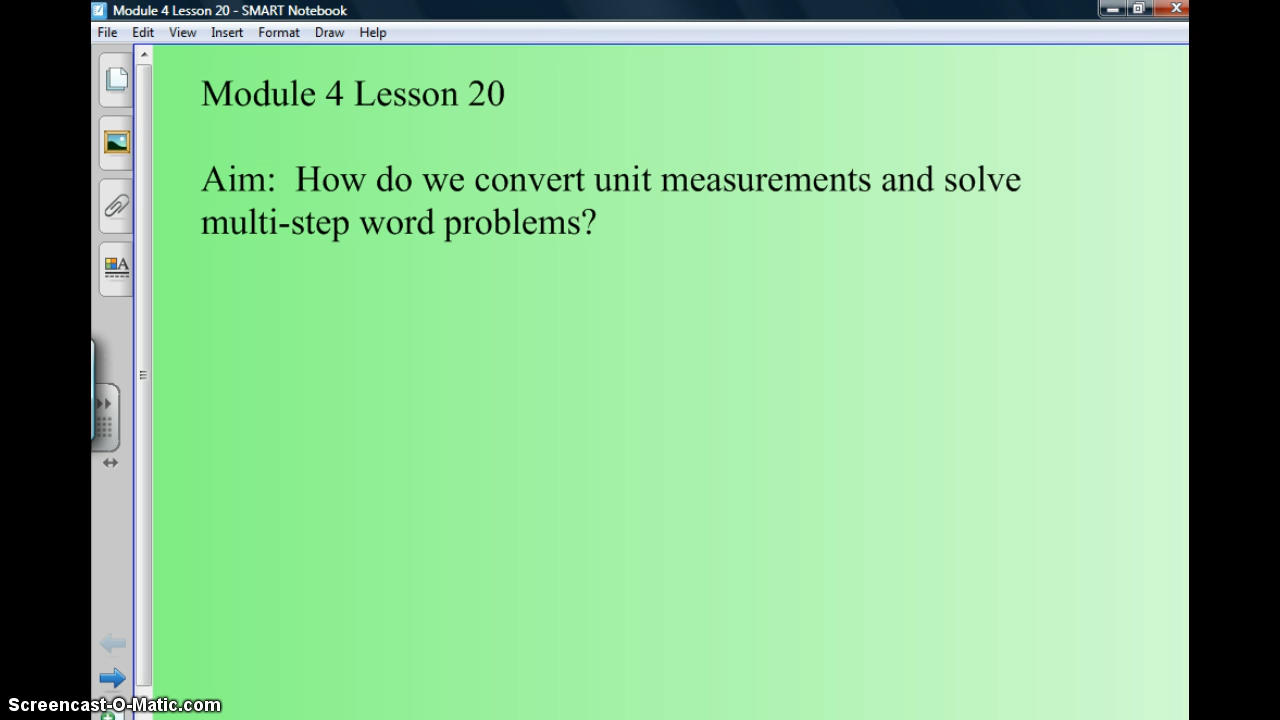 Module 4 Lesson 20 - SMART Notebook
File Edit View Insert Format Draw Help
Module 4 Lesson 20
Aim: How do we convert unit measurements and solve
multi-step word problems?
Screencast-O-Matic.com